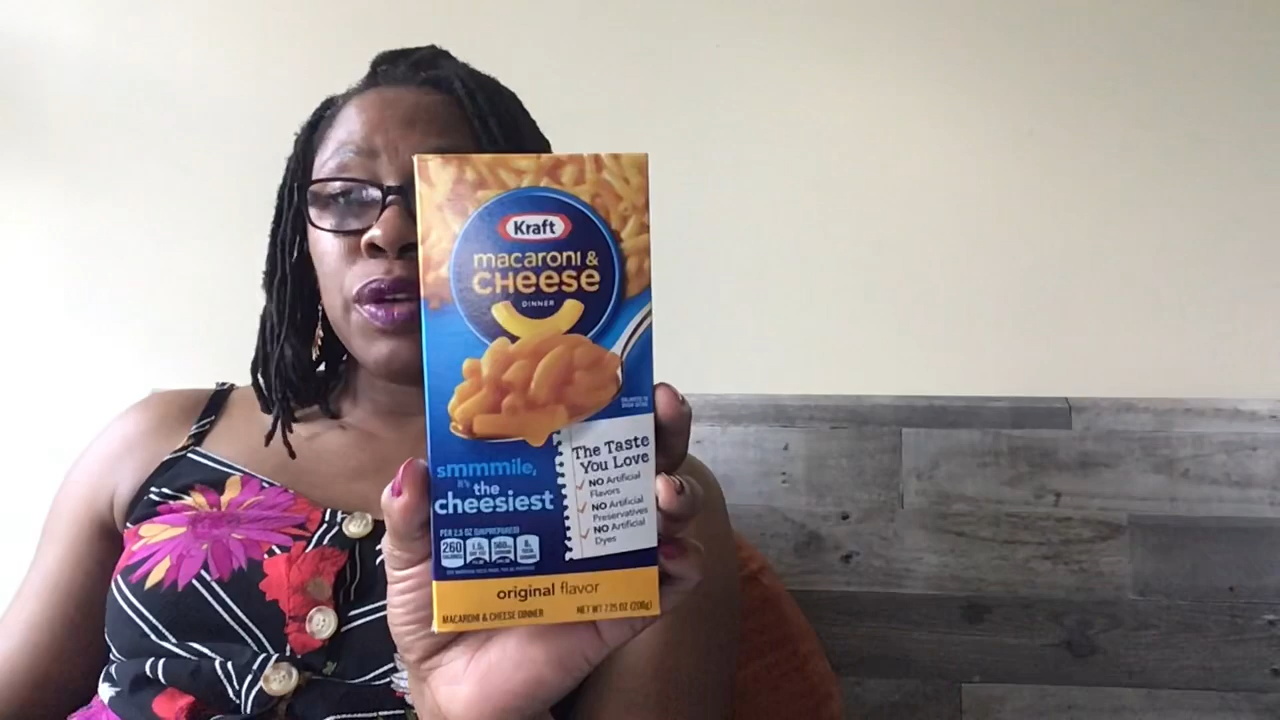 Kraft
macaroni &
CHEESE
DINNER
smmmile,
it's the
cheesiest
The Taste
You Love
NO Artificial
Flavors
NO Artificial
Preservatives
NO Artificial
Dyes
PER 2.5 OZ (UNPREPARED)
260
CALORIES
original flavor
MACARONI & CHEESE DINNER
NET WT 7.25 OZ (206g)